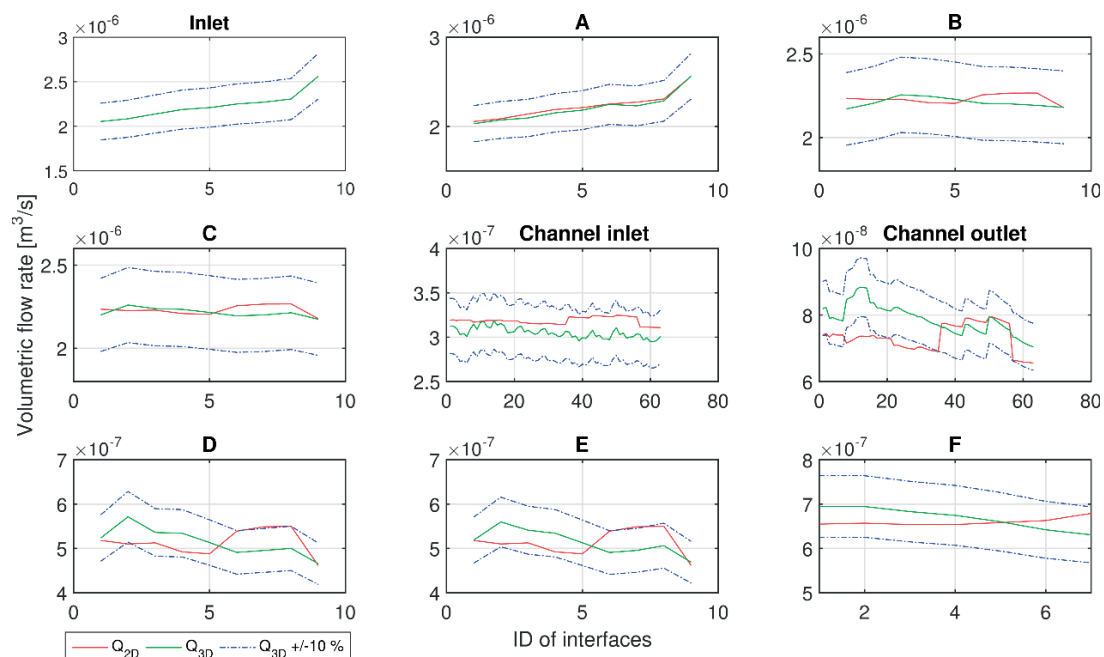 Inlet
×10⁻⁶
3
2.5
2
1.5
0 5 10
A
×10⁻⁶
3
2
0 5 10
B
×10⁻⁶
2.5
2
0 5 10
Volumetric flow rate [m³/s]
C
×10⁻⁶
2.5
2
0 5 10
Channel inlet
×10⁻⁷
4
3.5
3
2.5
0 20 40 60 80
Channel outlet
×10⁻⁸
10
8
6
0 20 40 60 80
D
×10⁻⁷
7
6
5
4
0 5 10
E
×10⁻⁷
7
6
5
4
0 5 10
F
×10⁻⁷
8
7
6
5
2 4 6
ID of interfaces
Q2D Q3D Q3D +/-10 %